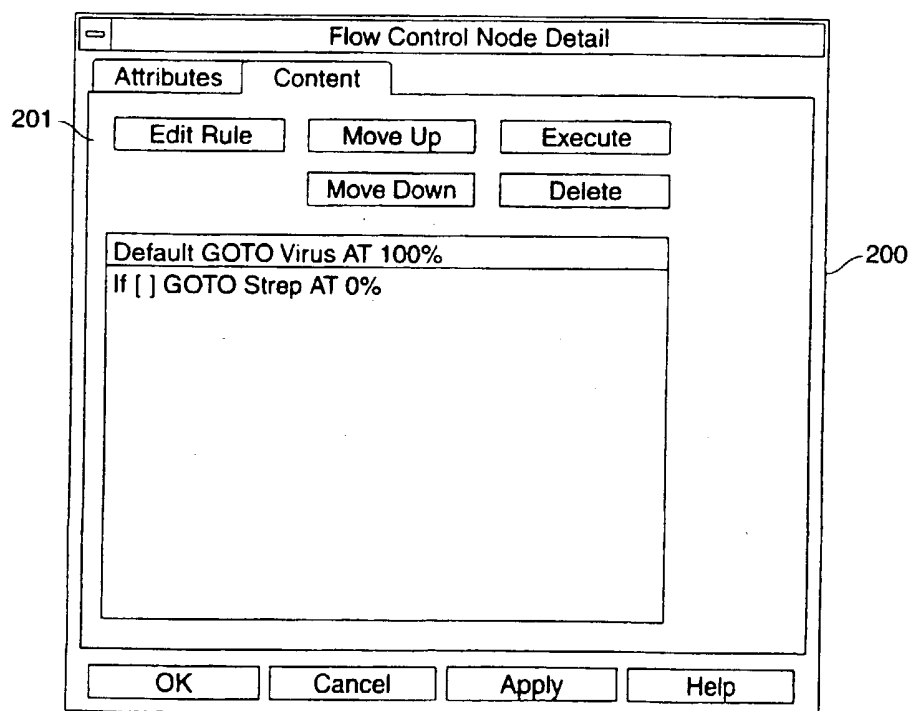 Flow Control Node Detail
Attributes Content
201
Edit Rule Move Up Execute
Move Down Delete
Default GOTO Virus AT 100%
200
If [ ] GOTO Strep AT 0%
OK Cancel Apply Help